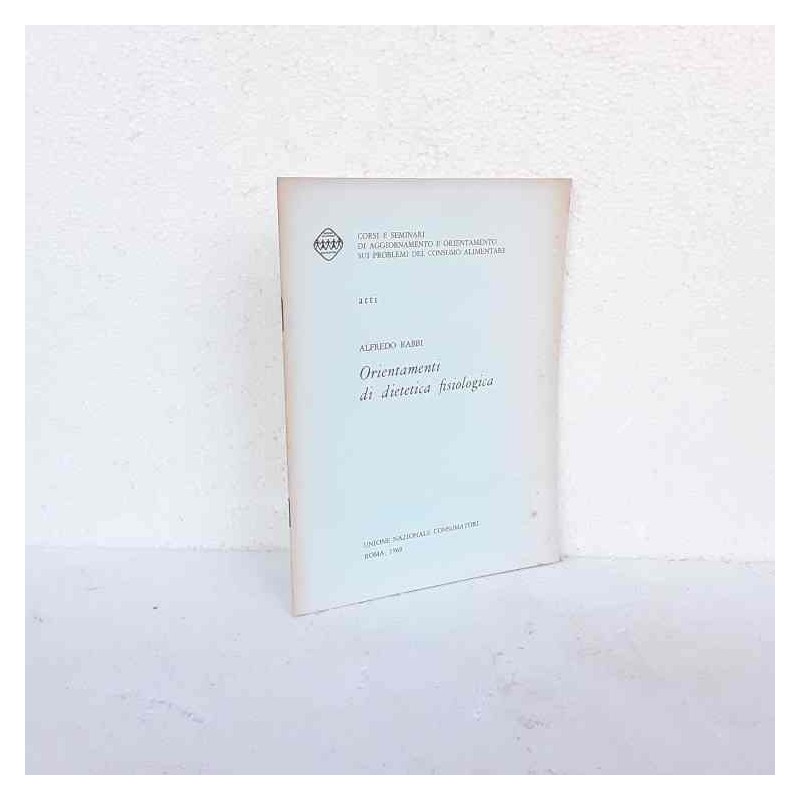 CORSI E SEMINARI
DI AGGIORNAMENTO E ORIENTAMENTO
SUI PROBLEMI DEL CONSUMO ALIMENTARE
atti
ALFREDO RABBI
Orientamenti
di dietetica fisiologica
UNIONE NAZIONALE CONSUMATORI
ROMA, 1968